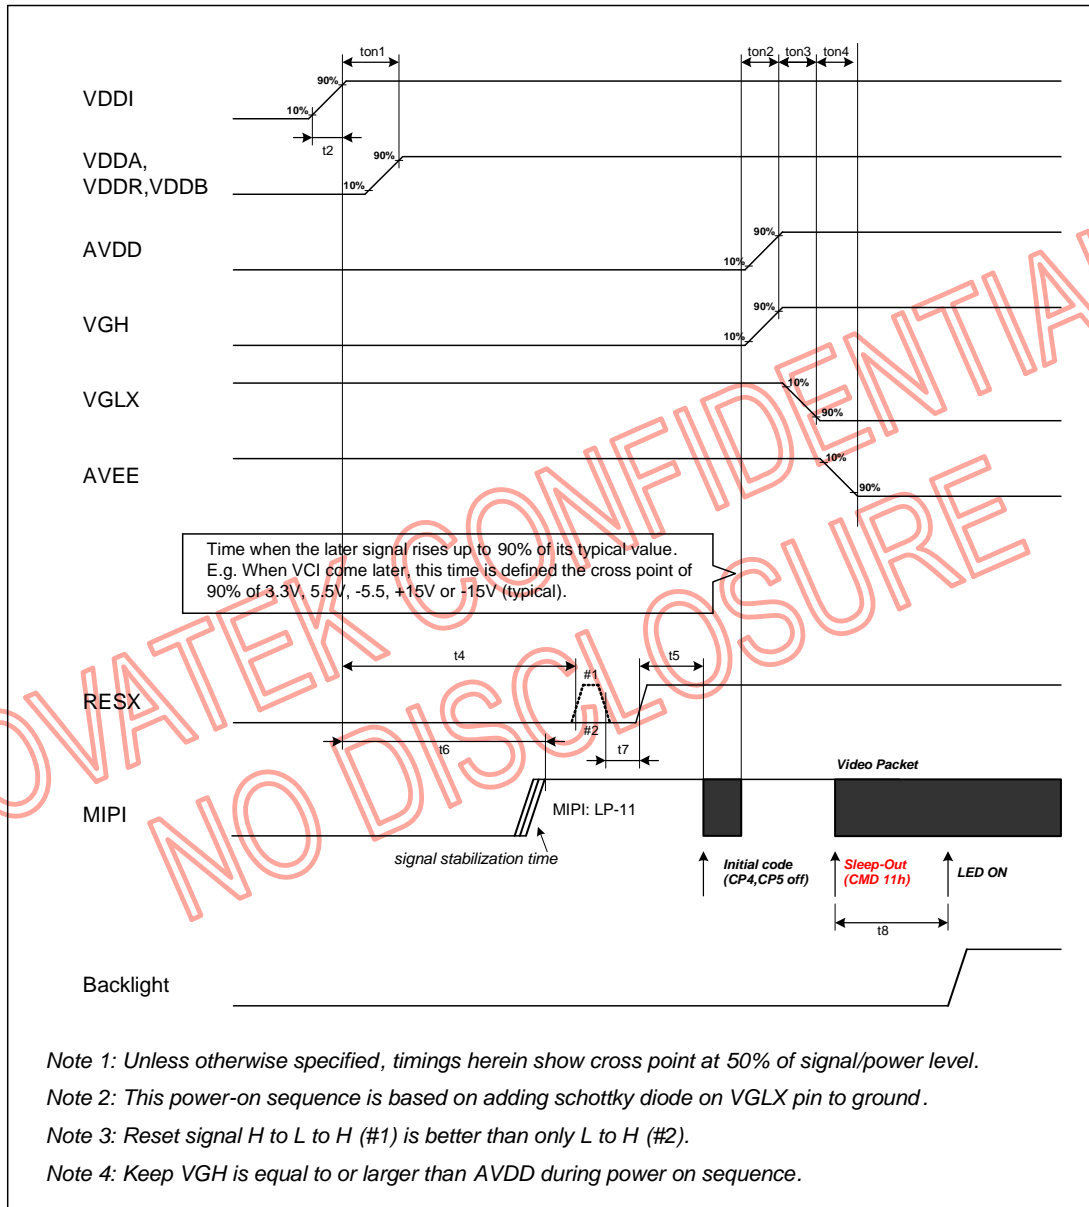 ton1
ton2 ton3 ton4
VDDI
90%
10%
t2
VDDA,
VDDR,VDDB
90%
10%
AVDD
90%
10%
VGH
90%
10%
VGLX
10%
90%
AVEE
10%
90%
Time when the later signal rises up to 90% of its typical value.
E.g. When VCI come later, this time is defined the cross point of
90% of 3.3V, 5.5V, -5.5, +15V or -15V (typical).
t4
t5
RESX
#1
#2
t6
t7
MIPI
MIPI: LP-11
Video Packet
signal stabilization time
Initial code
(CP4,CP5 off)
Sleep-Out
(CMD 11h)
LED ON
t8
Backlight
Note 1: Unless otherwise specified, timings herein show cross point at 50% of signal/power level.
Note 2: This power-on sequence is based on adding schottky diode on VGLX pin to ground.
Note 3: Reset signal H to L to H (#1) is better than only L to H (#2).
Note 4: Keep VGH is equal to or larger than AVDD during power on sequence.
OVATEK CONFIDENTIAL
NO DISCLOSURE